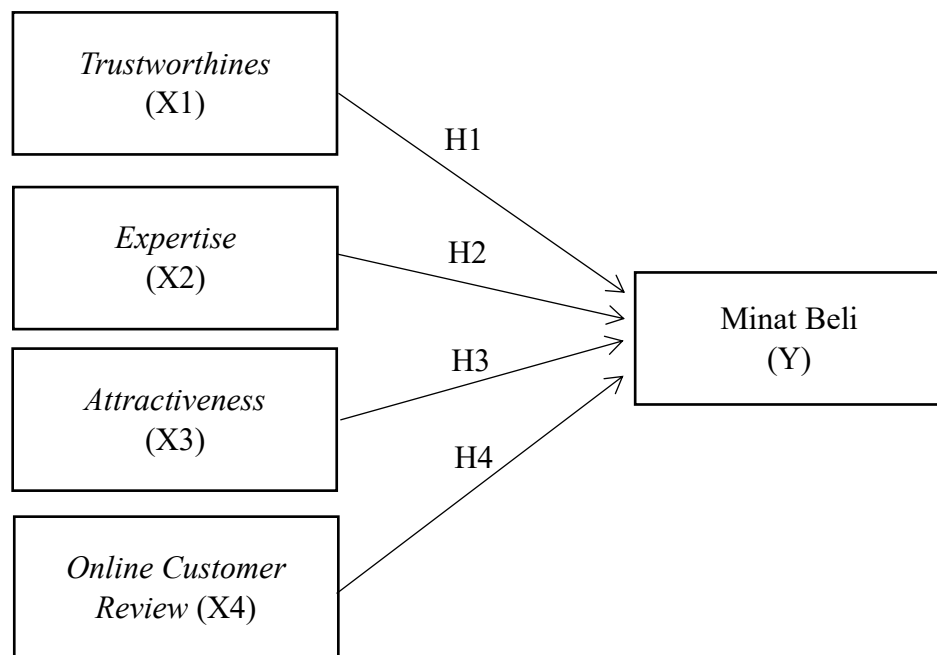 Trustworthines
(X1)
H1
Expertise
(X2)
H2
Minat Beli
(Y)
H3
Attractiveness
(X3)
H4
Online Customer
Review (X4)